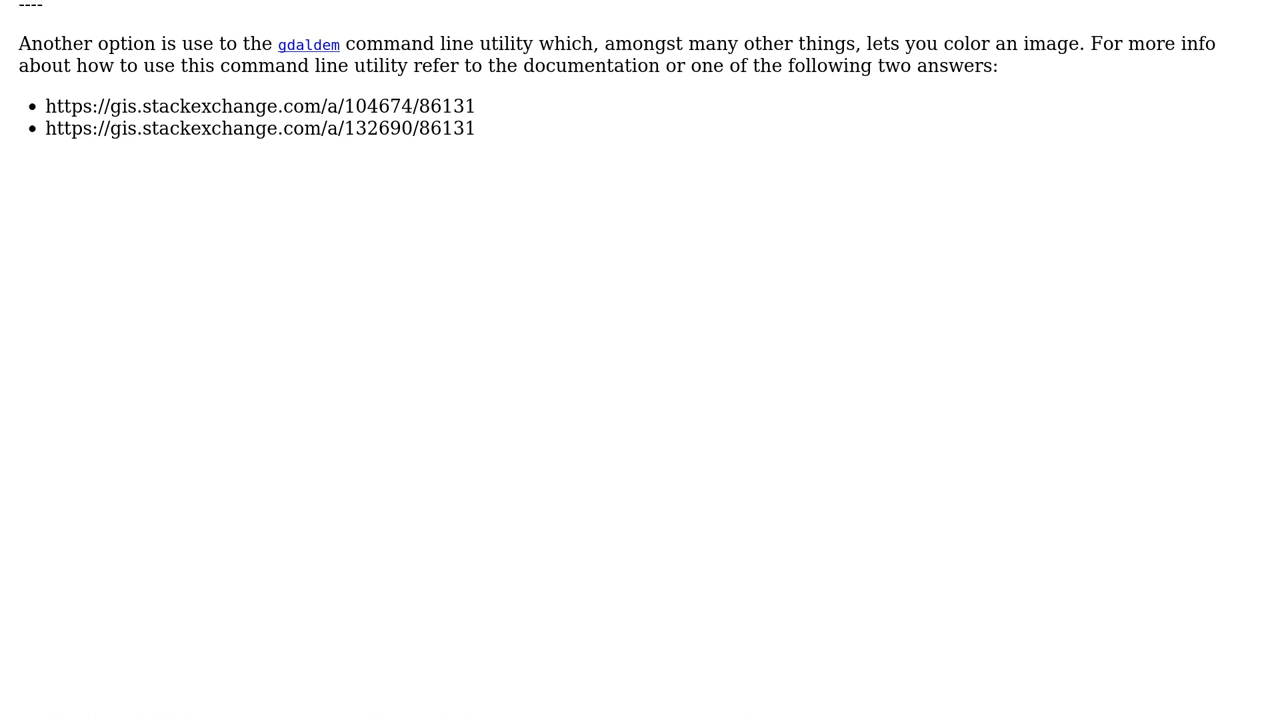 ----
Another option is use to the gdaldem command line utility which, amongst many other things, lets you color an image. For more info
about how to use this command line utility refer to the documentation or one of the following two answers:
• https://gis.stackexchange.com/a/104674/86131
• https://gis.stackexchange.com/a/132690/86131